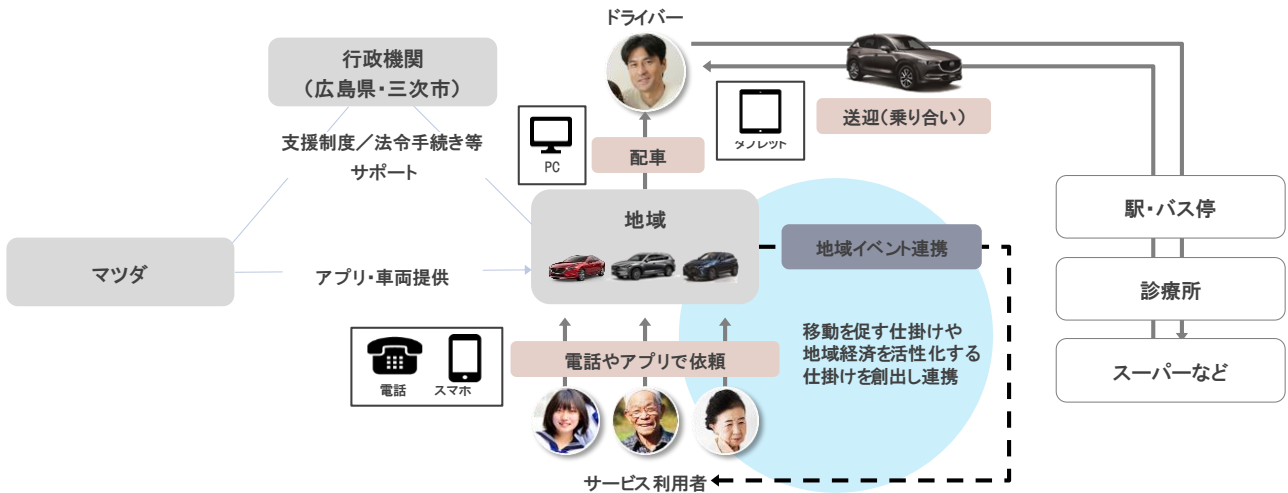 ドライバー
行政機関
（広島県・三次市）
支援制度／法令手続き等
サポート
PC
配車
タブレット
送迎（乗り合い）
駅・バス停
地域
地域イベント連携
マツダ
アプリ・車両提供
診療所
移動を促す仕掛けや
地域経済を活性化する
仕掛けを創出し連携
電話やアプリで依頼
スーパーなど
電話
スマホ
サービス利用者